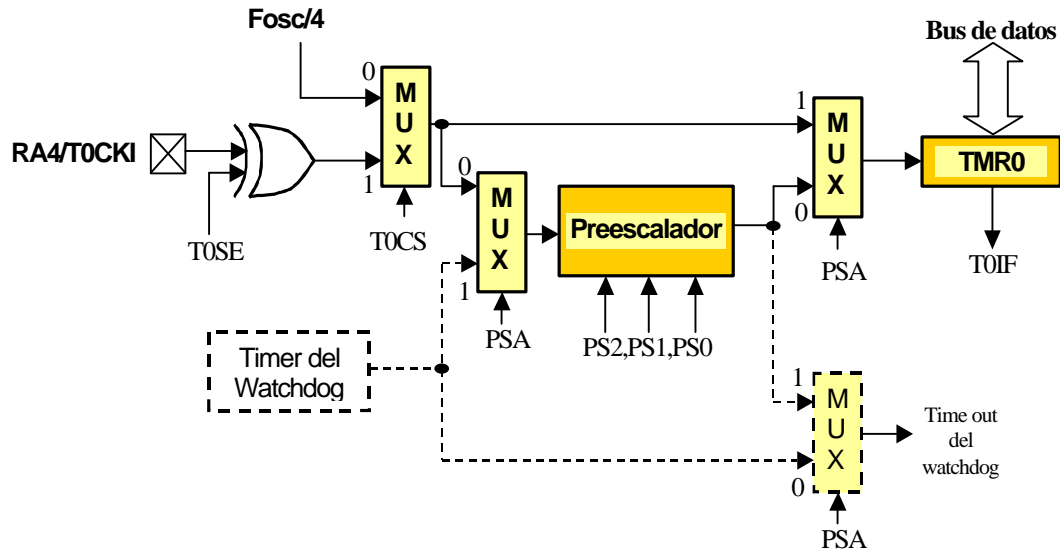 Fosc/4
Bus de datos
0
M
U
X
1
RA4/T0CKI
T0SE
T0CS
0
M
U
X
1
PSA
Preescalador
PS2,PS1,PS0
1
M
U
X
0
PSA
TMR0
T0IF
Timer del
Watchdog
1
M
U
X
0
PSA
Time out
del
watchdog